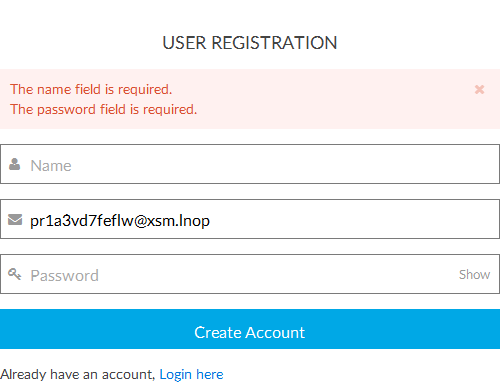 USER REGISTRATION
The name field is required.
The password field is required.
Name
pr1a3vd7feflw@xsm.lnop
Password Show
Create Account
Already have an account, Login here